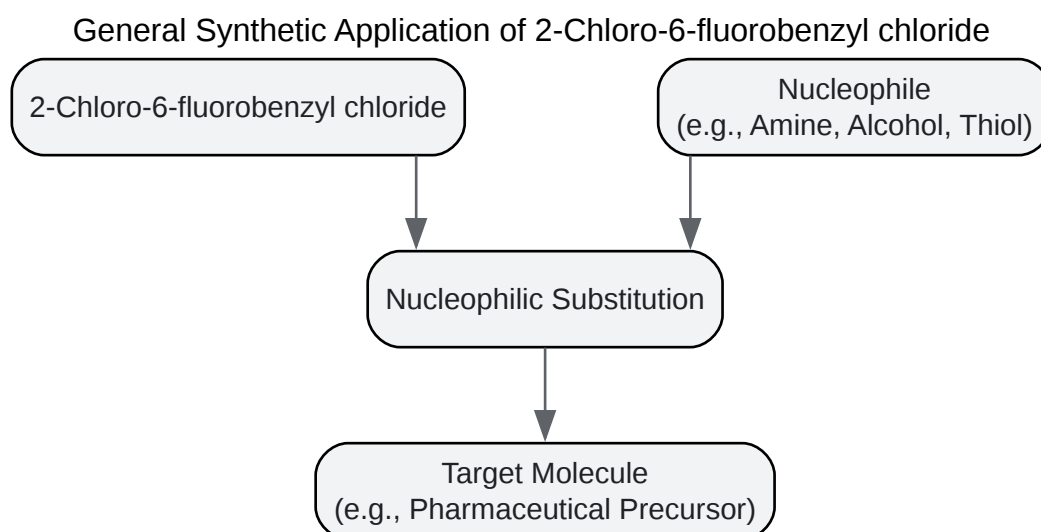 General Synthetic Application of 2-Chloro-6-fluorobenzyl chloride
2-Chloro-6-fluorobenzyl chloride
Nucleophile
(e.g., Amine, Alcohol, Thiol)
Nucleophilic Substitution
Target Molecule
(e.g., Pharmaceutical Precursor)